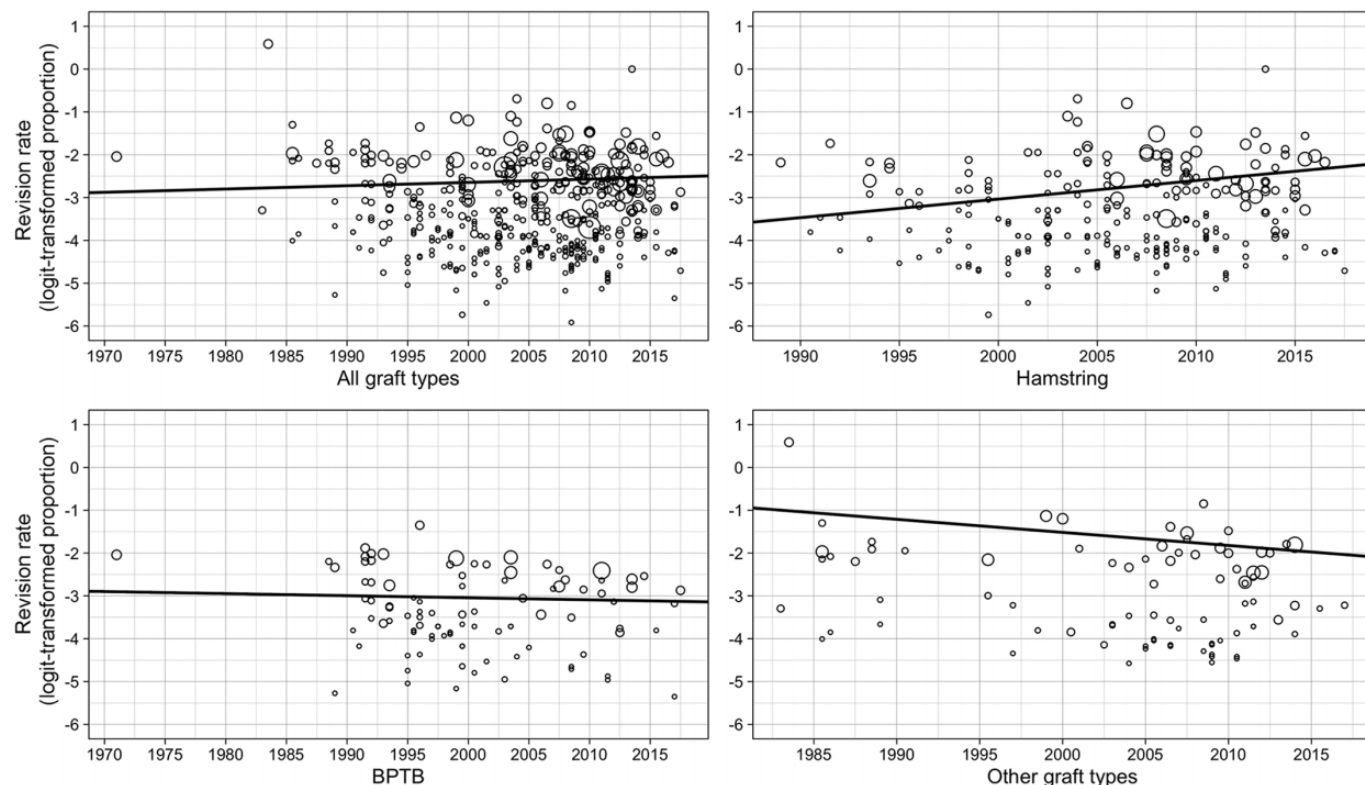 Revision rate
(logit-transformed proportion)
1
0
-1
-2
-3
-4
-5
-6
1970 1975 1980 1985 1990 1995 2000 2005 2010 2015
All graft types
1
0
-1
-2
-3
-4
-5
-6
1990 1995 2000 2005 2010 2015
Hamstring
Revision rate
(logit-transformed proportion)
1
0
-1
-2
-3
-4
-5
-6
1970 1975 1980 1985 1990 1995 2000 2005 2010 2015
BPTB
1
0
-1
-2
-3
-4
-5
-6
1985 1990 1995 2000 2005 2010 2015
Other graft types